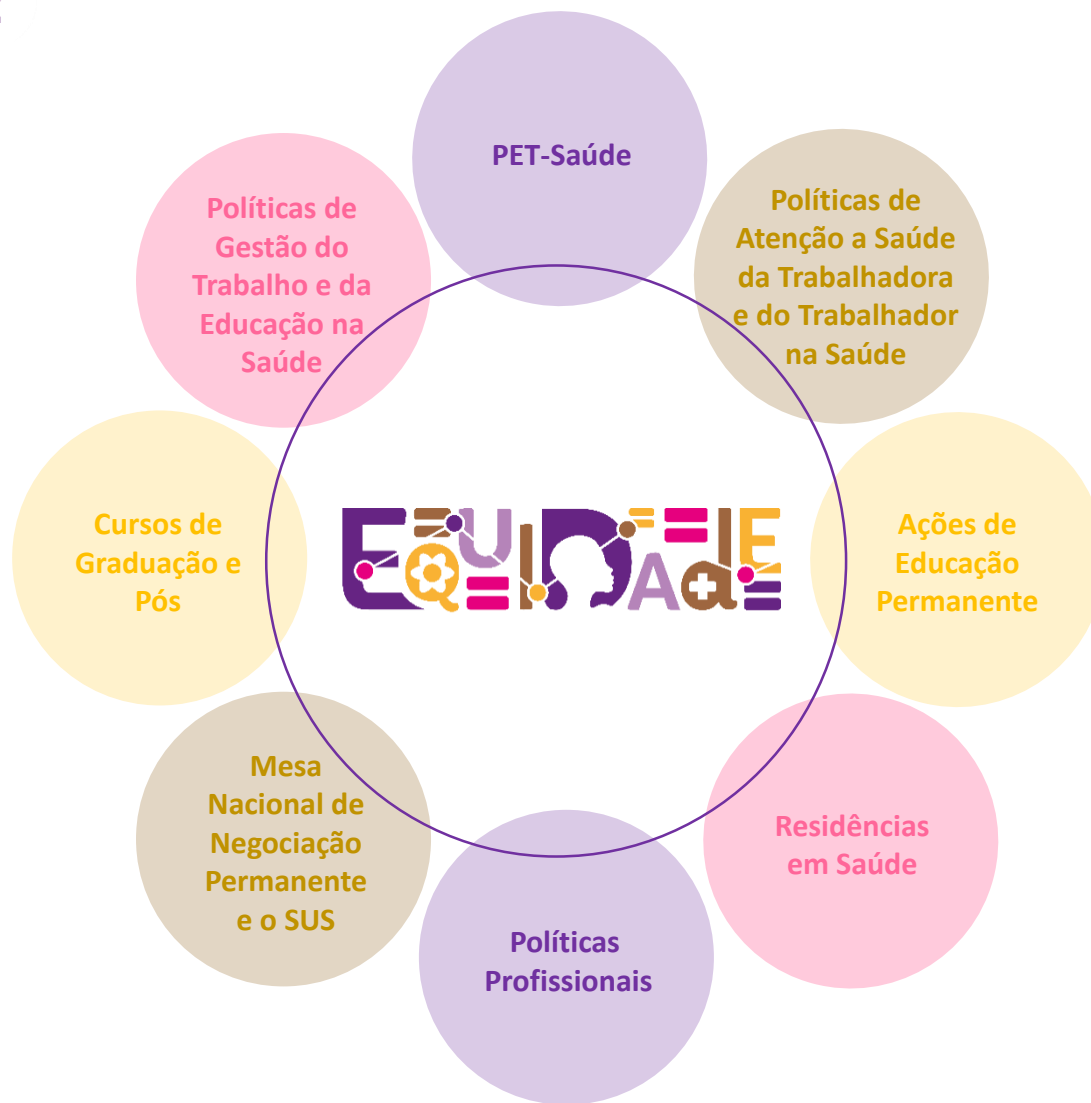 PET-Saúde
Políticas de
Atenção a Saúde
da Trabalhadora
e do Trabalhador
na Saúde
Ações de
Educação
Permanente
Residências
em Saúde
Políticas
Profissionais
Mesa
Nacional de
Negociação
Permanente
e o SUS
Cursos de
Graduação e
Pós
Políticas de
Gestão do
Trabalho e da
Educação na
Saúde
EQUIDADE